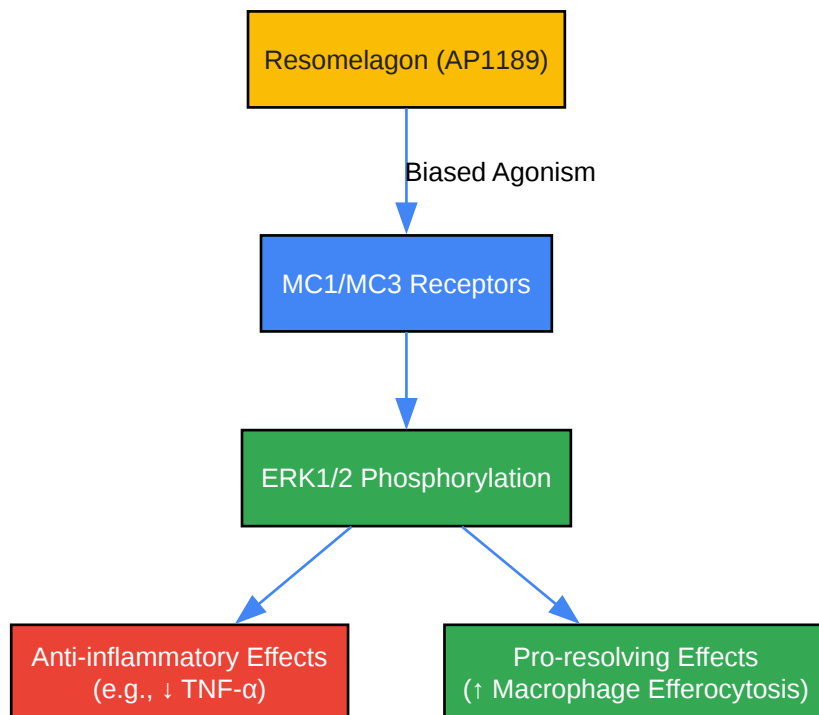 Resomelagon (AP1189)
Biased Agonism
MC1/MC3 Receptors
ERK1/2 Phosphorylation
Anti-inflammatory Effects
(e.g., ↓ TNF-α)
Pro-resolving Effects
(↑ Macrophage Efferocytosis)